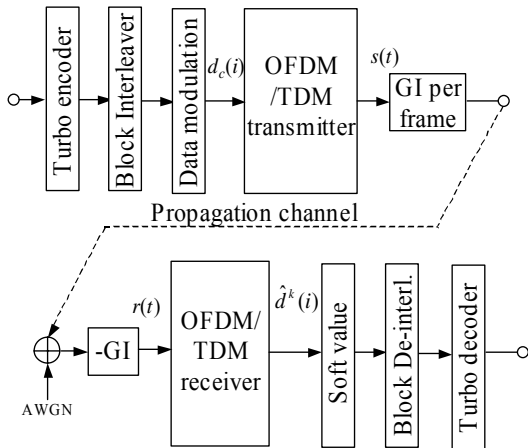 Turbo encoder
Block Interleaver
Data modulation
d_c(i)
OFDM
/TDM
transmitter
s(t)
GI per
frame
Propagation channel
AWGN
-GI
r(t)
OFDM/
TDM
receiver
d̂^k(i)
Soft value
Block De-interl.
Turbo decoder